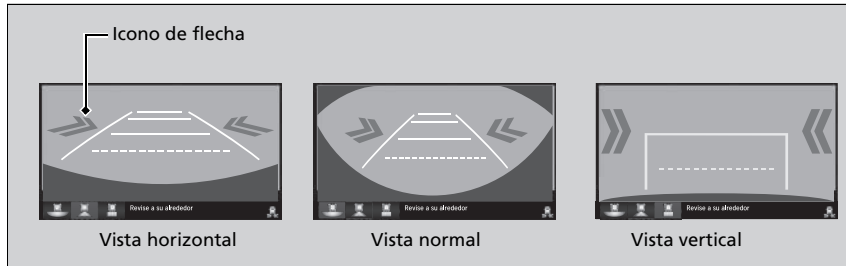 Icono de flecha
Revise a su alrededor
Revise a su alrededor
Revise a su alrededor
Vista horizontal
Vista normal
Vista vertical